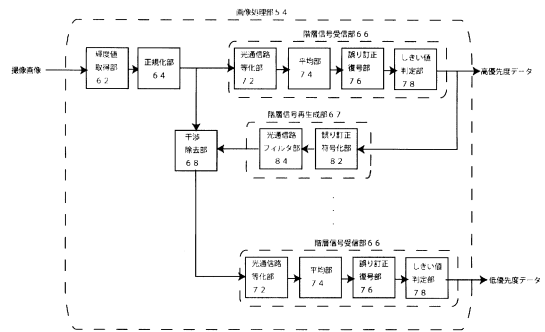 画像処理部54
階層信号受信部66
撮像画像
輝度値
取得部
62
正規化部
64
光通信路
等化部
72
平均部
74
誤り訂正
復号部
76
しきい値
判定部
78
高優先度データ
階層信号再生成部67
干渉
除去部
68
光通信路
フィルタ部
84
誤り訂正
符号化部
82
階層信号受信部66
光通信路
等化部
72
平均部
74
誤り訂正
復号部
76
しきい値
判定部
78
低優先度データ